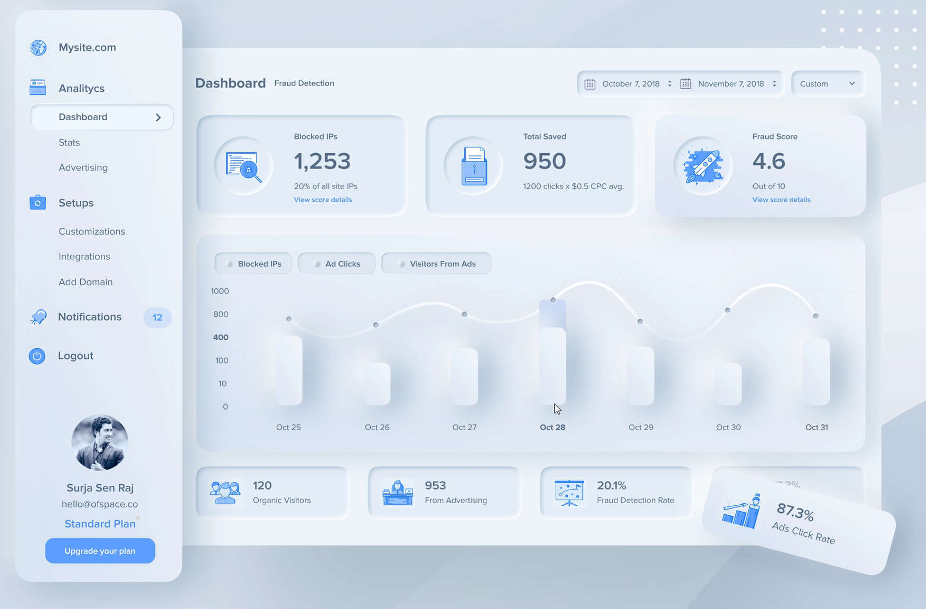 Mysite.com
Analitycs
Dashboard
Stats
Advertising
Setups
Customizations
Integrations
Add Domain
Notifications 12
Logout
Surja Sen Raj
hello@ofspace.co
Standard Plan
Upgrade your plan
Dashboard Fraud Detection
October 7, 2018 November 7, 2018 Custom
Blocked IPs
1,253
20% of all site IPs
View score details
Total Saved
950
1200 clicks x $0.5 CPC avg.
Fraud Score
4.6
Out of 10
View score details
Blocked IPs Ad Clicks Visitors From Ads
1000
800
400
100
10
0
Oct 25 Oct 26 Oct 27 Oct 28 Oct 29 Oct 30 Oct 31
120
Organic Visitors
953
From Advertising
20.1%
Fraud Detection Rate
87.3%
Ads Click Rate